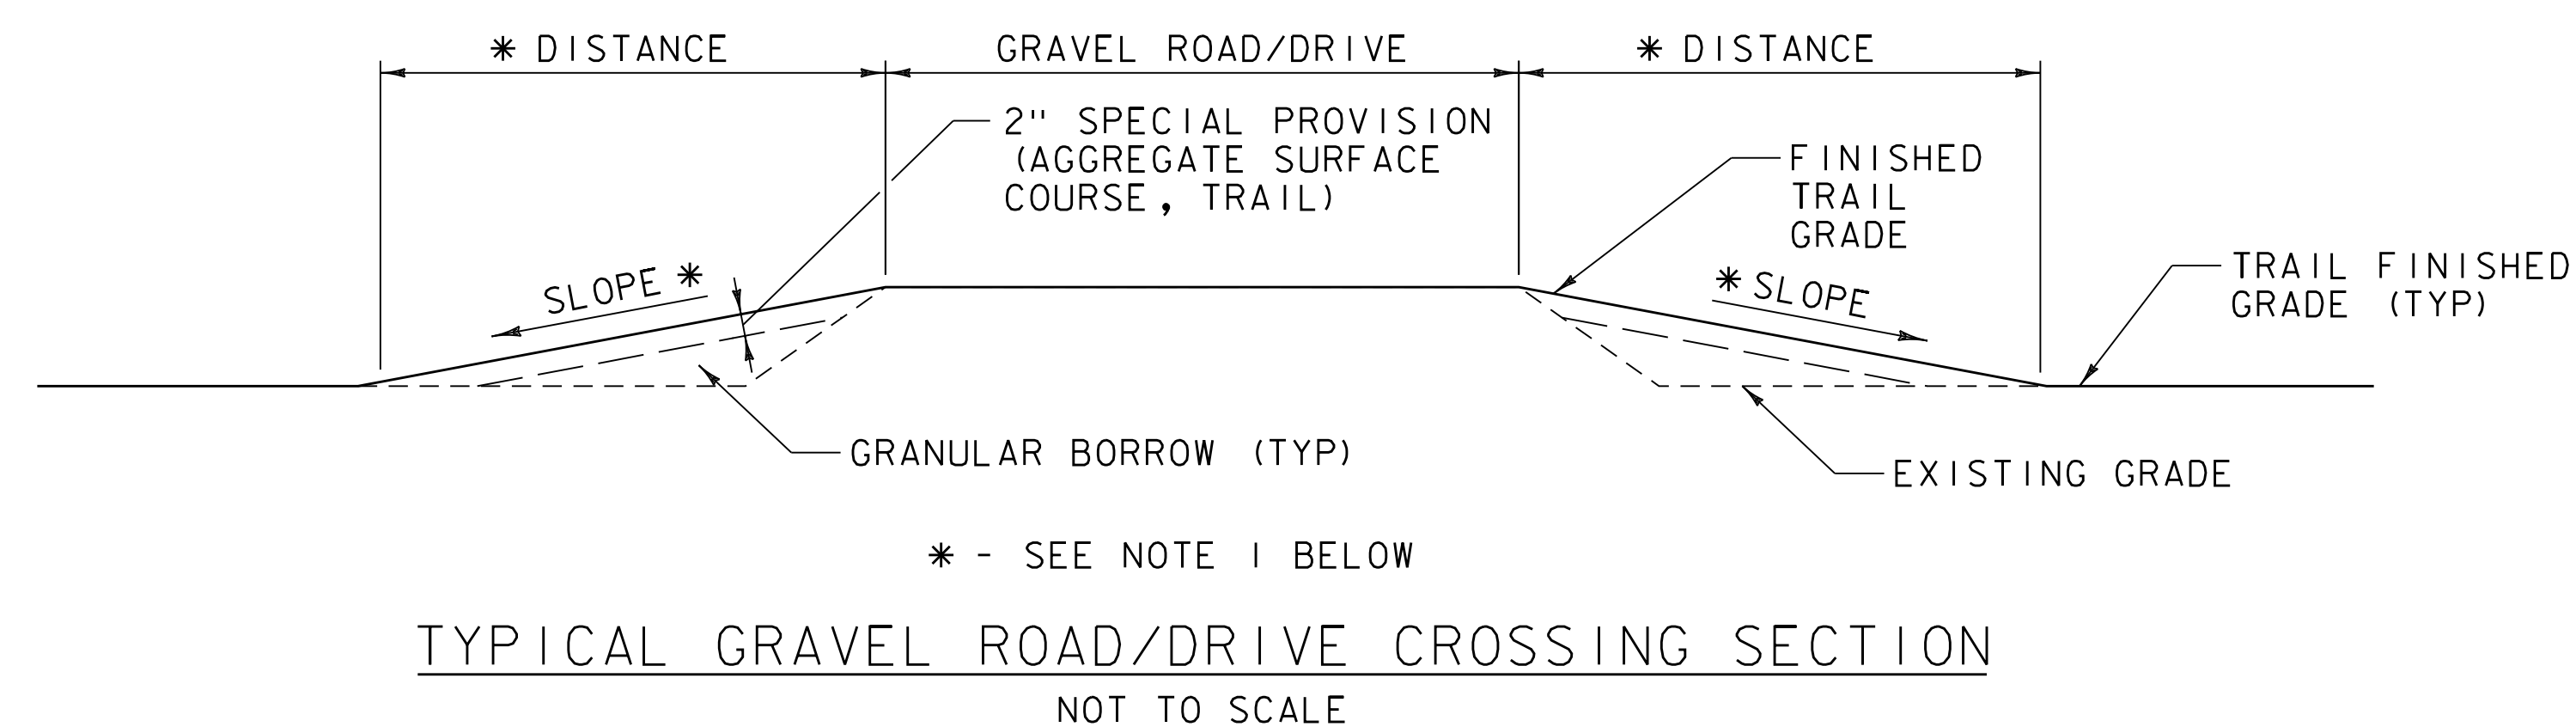 * DISTANCE
GRAVEL ROAD/DRIVE
* DISTANCE
2" SPECIAL PROVISION
(AGGREGATE SURFACE
COURSE, TRAIL)
FINISHED
TRAIL
GRADE
SLOPE *
* SLOPE
TRAIL FINISHED
GRADE (TYP)
GRANULAR BORROW (TYP)
EXISTING GRADE
* - SEE NOTE 1 BELOW
TYPICAL GRAVEL ROAD/DRIVE CROSSING SECTION
NOT TO SCALE